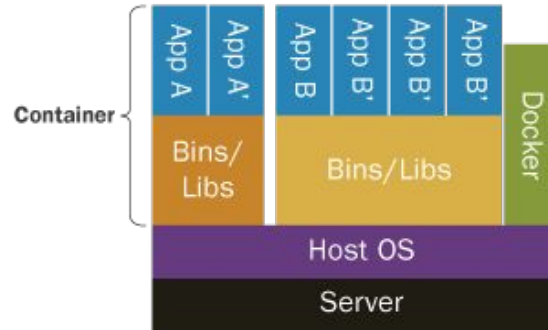 Container
App A
App A'
App B
App B'
App B'
App B'
Docker
Bins/
Libs
Bins/Libs
Host OS
Server